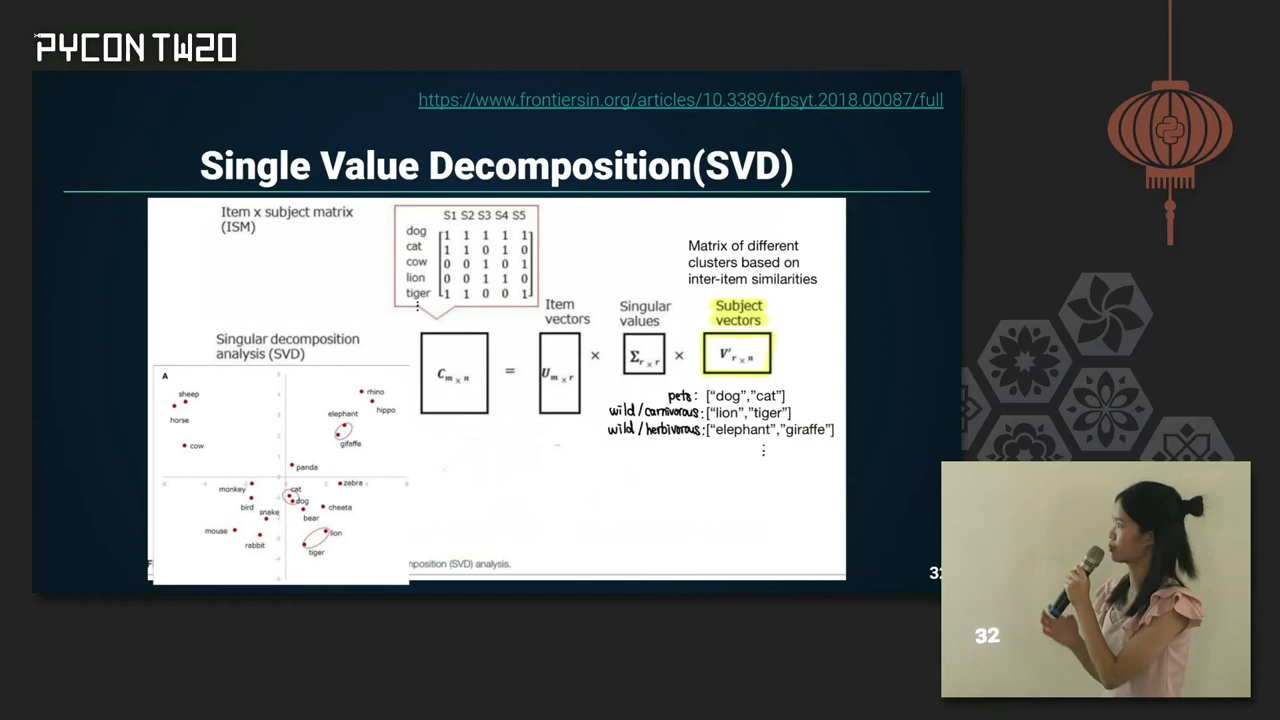 PYCON TW20
https://www.frontiersin.org/articles/10.3389/fpsyt.2018.00087/full
Single Value Decomposition(SVD)
Item x subject matrix
(ISM)
S1 S2 S3 S4 S5
dog 1 1 1 1 1
cat 1 1 0 1 0
cow 0 0 1 0 1
lion 0 0 1 1 0
tiger 1 1 0 0 1
⋮
Matrix of different
clusters based on
inter-item similarities
Item
vectors
Singular
values
Subject
vectors
C m×n = U m×r × Σ r×r × V' r×n
pets: ["dog","cat"]
wild/carnivorous: ["lion","tiger"]
wild/herbivorous: ["elephant","giraffe"]
⋮
Singular decomposition
analysis (SVD)
A
sheep
rhino
hippo
horse
elephant
giraffe
cow
panda
monkey
cat
zebra
bird
dog
cheeta
snake
bear
mouse
lion
rabbit
tiger
position (SVD) analysis.
32